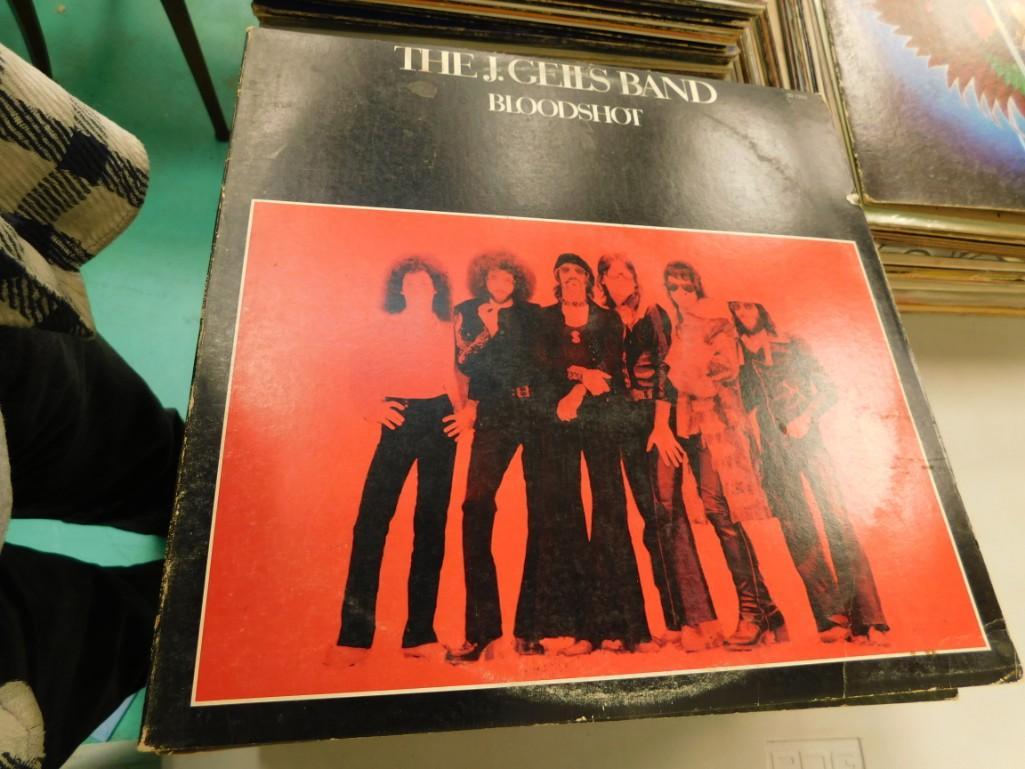 THE J. GEILS BAND
BLOODSHOT